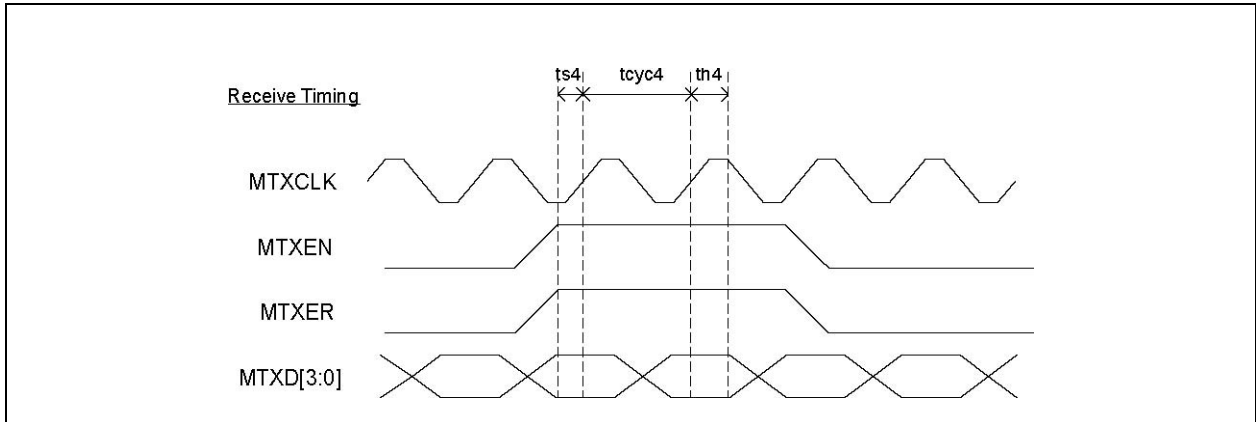 ts4 tcyc4 th4
Receive Timing
MTXCLK
MTXEN
MTXER
MTXD[3:0]